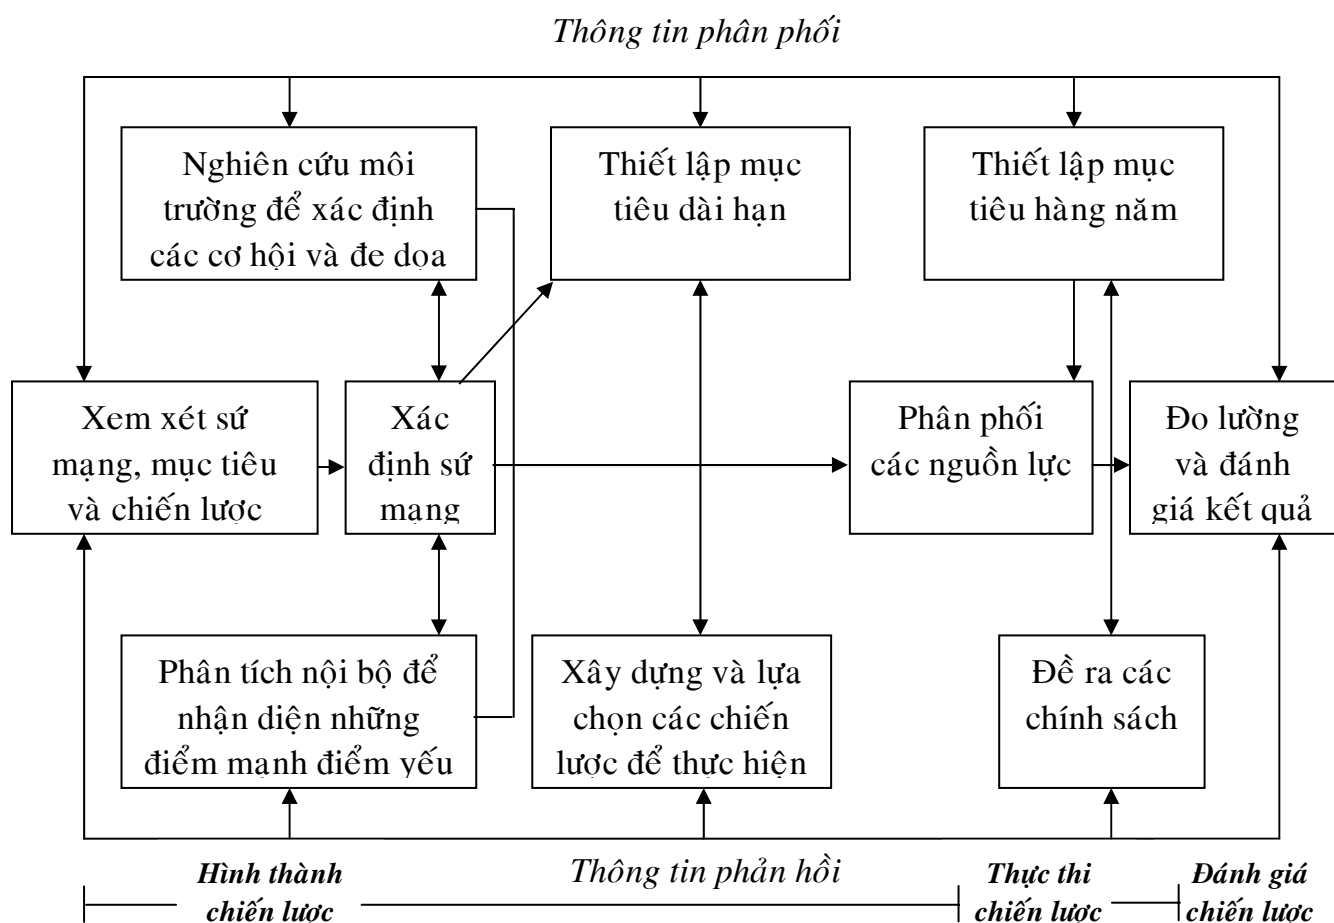 Thông tin phân phối
Nghiên cứu môi
trường để xác định
các cơ hội và đe dọa
Thiết lập mục
tiêu dài hạn
Thiết lập mục
tiêu hàng năm
Xem xét sứ
mạng, mục tiêu
và chiến lược
Xác
định sứ
mạng
Phân phối
các nguồn lực
Đo lường
và đánh
giá kết quả
Phân tích nội bộ để
nhận diện những
điểm mạnh điểm yếu
Xây dựng và lựa
chọn các chiến
lược để thực hiện
Đề ra các
chính sách
Thông tin phản hồi
Hình thành
chiến lược
Thực thi
chiến lược
Đánh giá
chiến lược